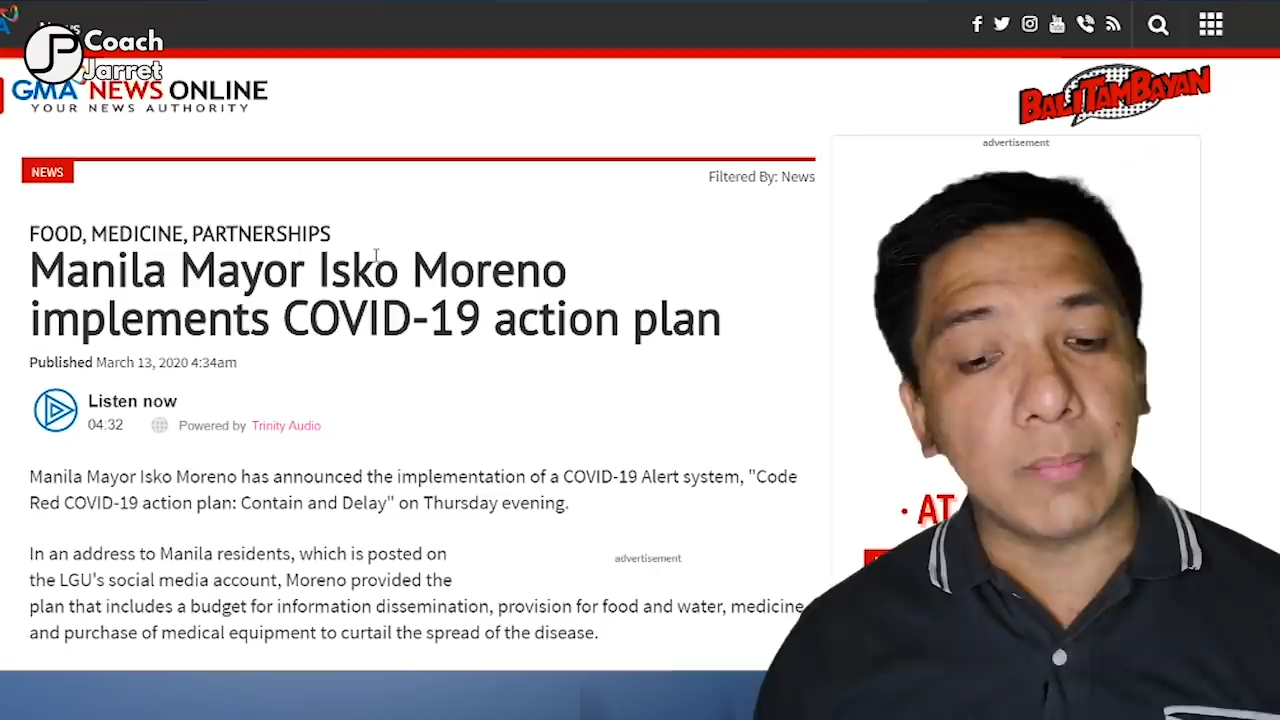 Coach
Jarret
GMA NEWS ONLINE
YOUR NEWS AUTHORITY
BALITAMBAYAN
advertisement
NEWS
Filtered By: News
FOOD, MEDICINE, PARTNERSHIPS
Manila Mayor Isko Moreno
implements COVID-19 action plan
Published March 13, 2020 4:34am
Listen now
04:32
Powered by Trinity Audio
Manila Mayor Isko Moreno has announced the implementation of a COVID-19 Alert system, "Code
Red COVID-19 action plan: Contain and Delay" on Thursday evening.
In an address to Manila residents, which is posted on
the LGU's social media account, Moreno provided the
advertisement
plan that includes a budget for information dissemination, provision for food and water, medicine
and purchase of medical equipment to curtail the spread of the disease.
· AT